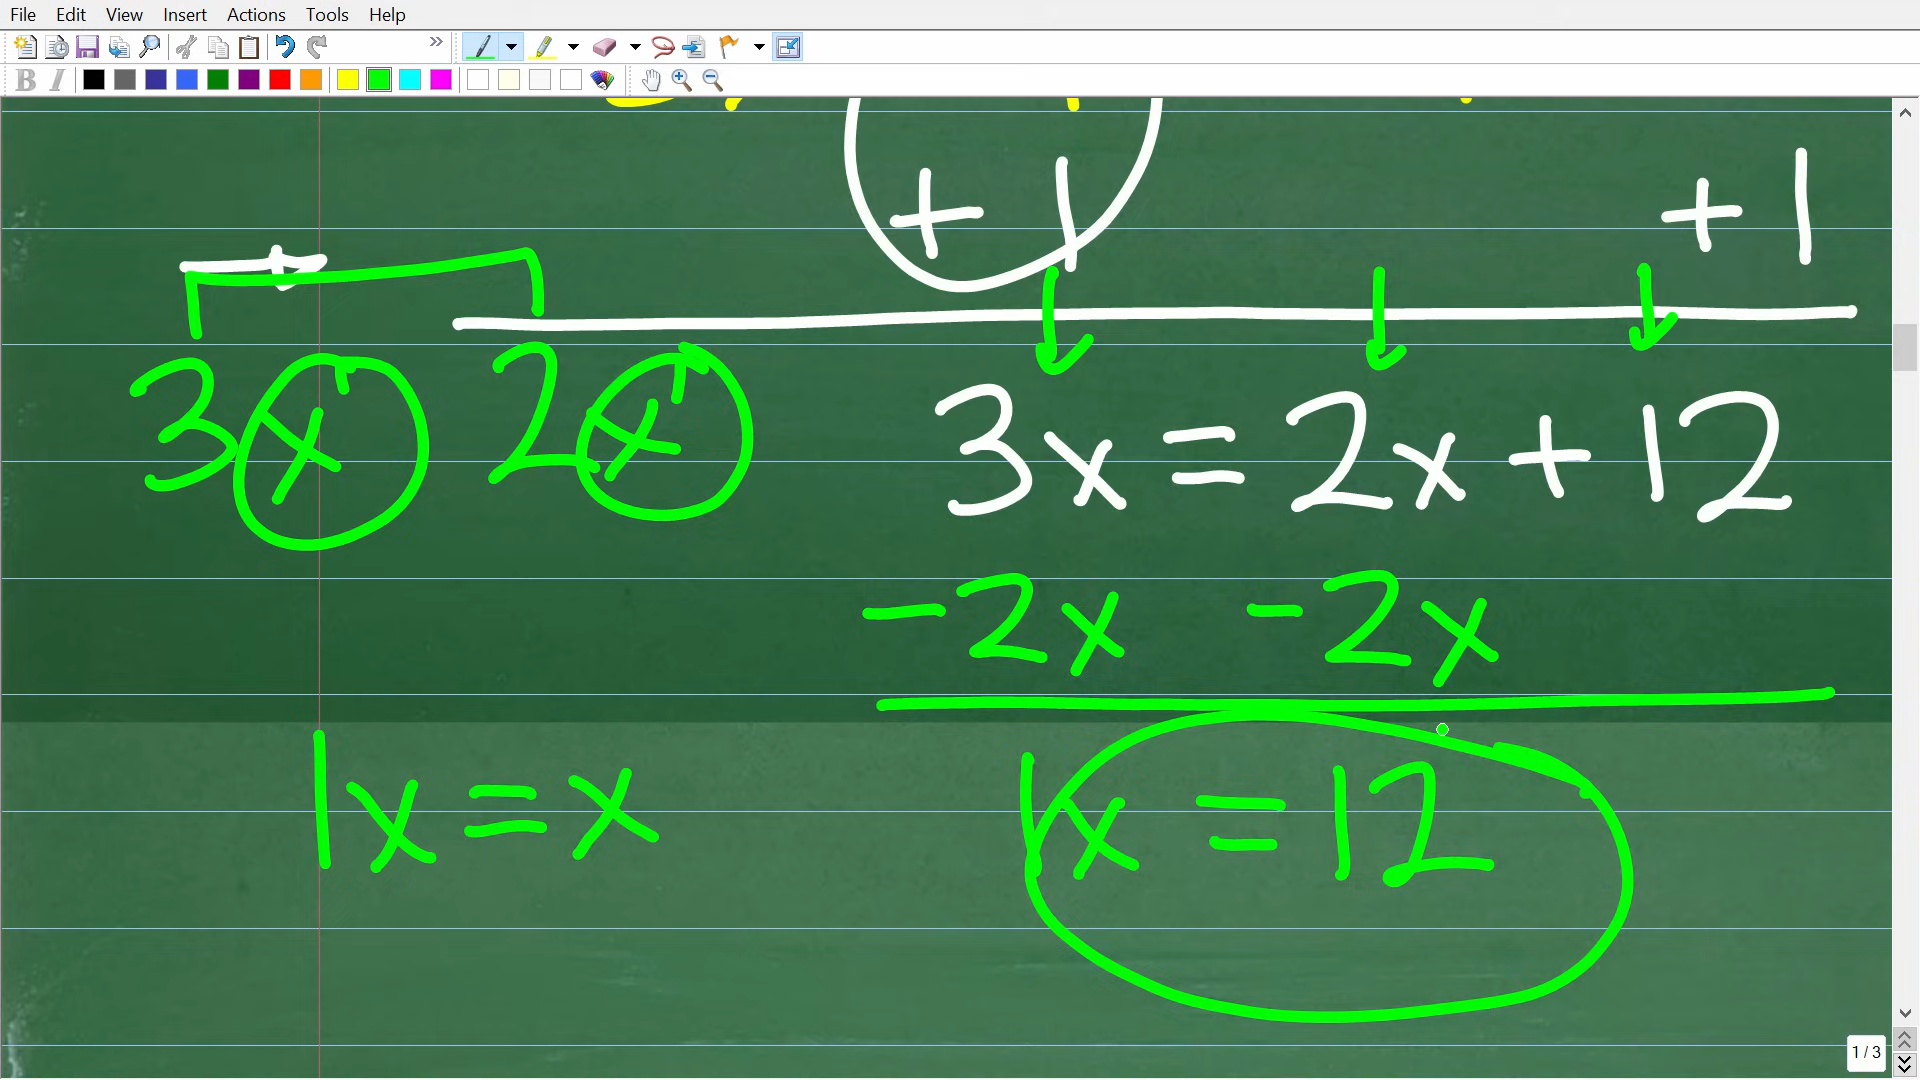 File Edit View Insert Actions Tools Help
B I
+ 1 + 1
3x 2x 3x = 2x + 12
- 2x - 2x
1x = x 1x = 12
1 / 3